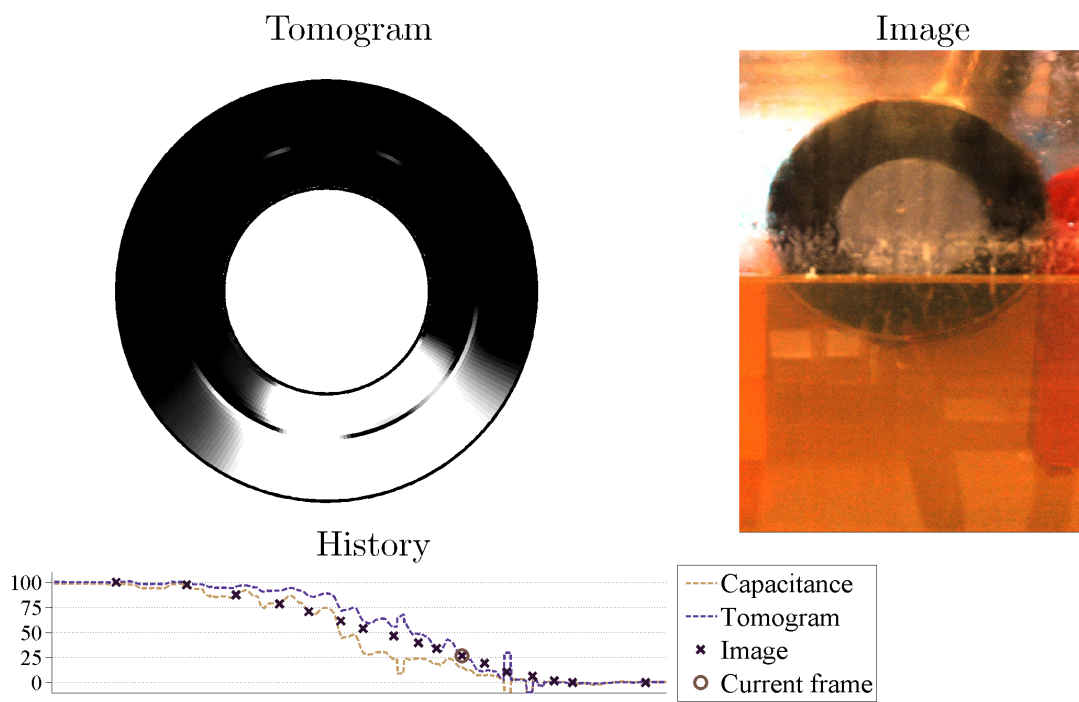 Tomogram
Image
History
100
75
50
25
0
Capacitance
Tomogram
Image
Current frame